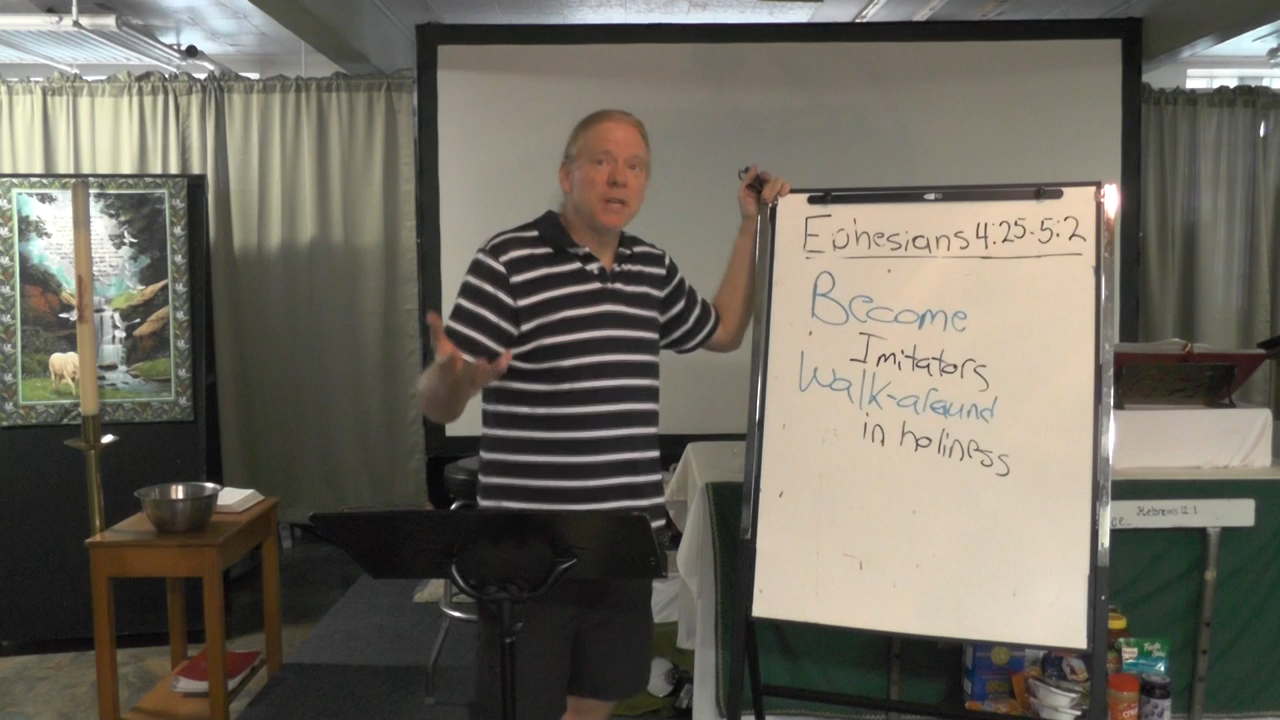 Ephesians 4:25-5:2
Become
Imitators
Walk-around
in holiness
Hebrews 12:1